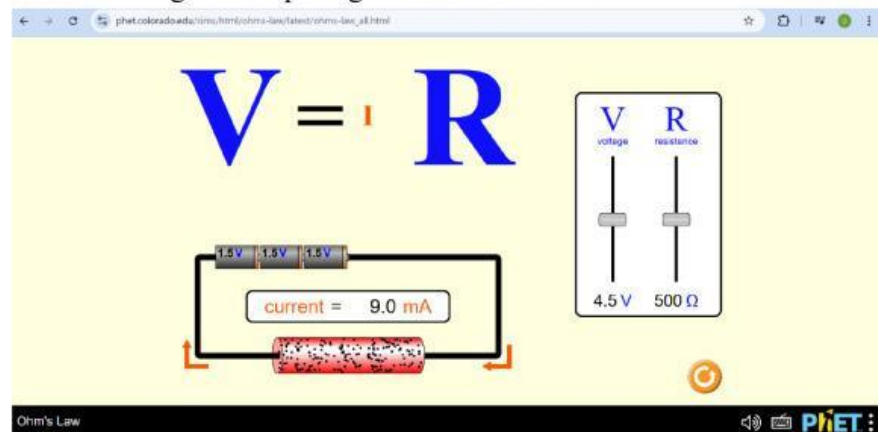 phet.colorado.edu/sims/html/ohms-law/latest/ohms-law_all.html
V = I R
V R
voltage resistance
1.5 V 1.5 V 1.5 V
current = 9.0 mA
4.5 V 500 Ω
Ohm's Law
PhET